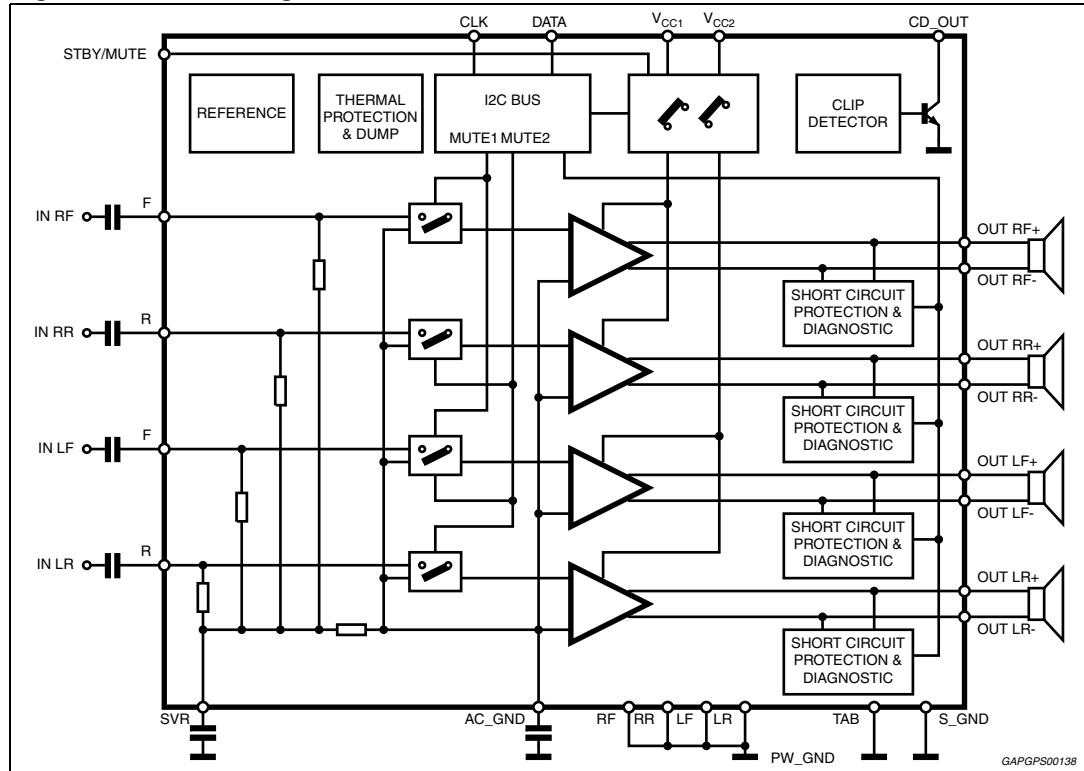 CLK
DATA
VCC1
VCC2
CD_OUT
STBY/MUTE
REFERENCE
THERMAL
PROTECTION
& DUMP
I2C BUS
MUTE1 MUTE2
CLIP
DETECTOR
IN RF
F
OUT RF+
OUT RF-
SHORT CIRCUIT
PROTECTION &
DIAGNOSTIC
IN RR
R
OUT RR+
OUT RR-
SHORT CIRCUIT
PROTECTION &
DIAGNOSTIC
IN LF
F
OUT LF+
OUT LF-
SHORT CIRCUIT
PROTECTION &
DIAGNOSTIC
IN LR
R
OUT LR+
OUT LR-
SHORT CIRCUIT
PROTECTION &
DIAGNOSTIC
SVR
AC_GND
RF
RR
LF
LR
PW_GND
TAB
S_GND
GAPGPS00138